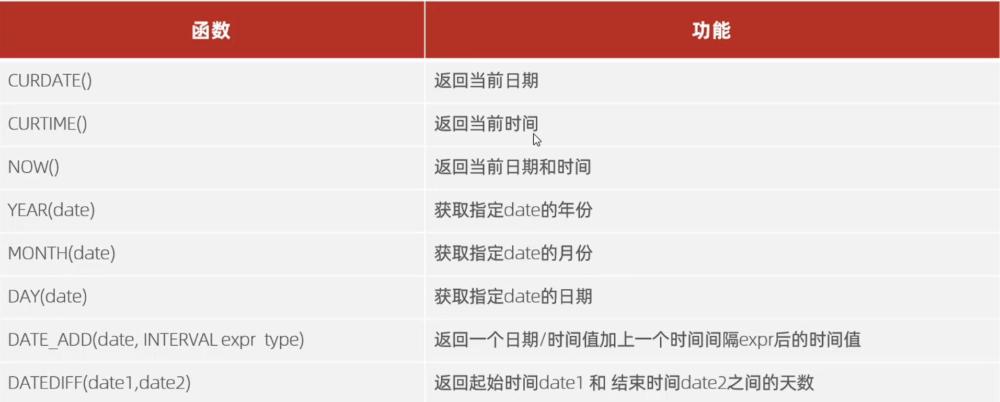 函数 功能
CURDATE() 返回当前日期
CURTIME() 返回当前时间
NOW() 返回当前日期和时间
YEAR(date) 获取指定date的年份
MONTH(date) 获取指定date的月份
DAY(date) 获取指定date的日期
DATE_ADD(date, INTERVAL expr type) 返回一个日期/时间值加上一个时间间隔expr后的时间值
DATEDIFF(date1,date2) 返回起始时间date1 和 结束时间date2之间的天数